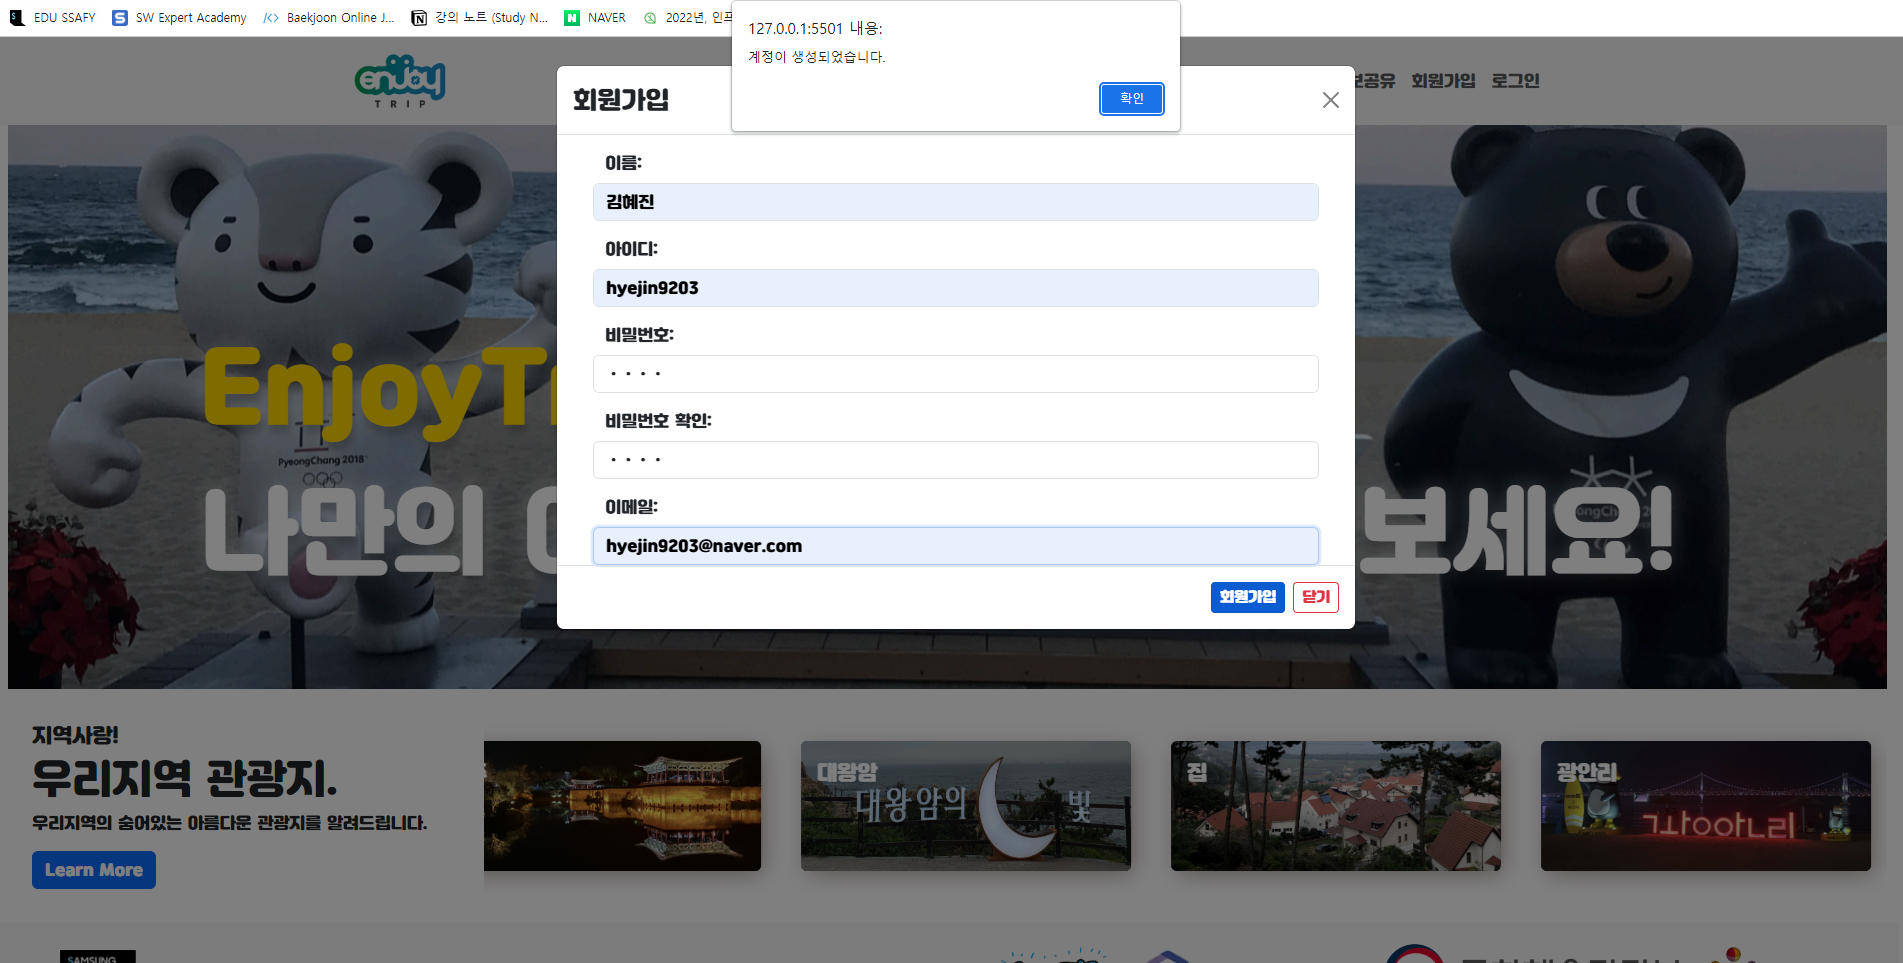 EDU SSAFY
SW Expert Academy
Baekjoon Online J...
강의 노트 (Study N...
NAVER
2022년, 인프
127.0.0.1:5501 내용:
계정이 생성되었습니다.
확인
enjoy
TRIP
보공유
회원가입
로그인
회원가입
이름:
김혜진
아이디:
hyejin9203
비밀번호:
비밀번호 확인:
이메일:
hyejin9203@naver.com
회원가입
닫기
EnjoyTr
나만의
보세요!
PyeongChang 2018
지역사랑!
우리지역 관광지.
우리지역의 숨어있는 아름다운 관광지를 알려드립니다.
Learn More
대왕암
대왕암의 빛
집
광안리
SAMSUNG